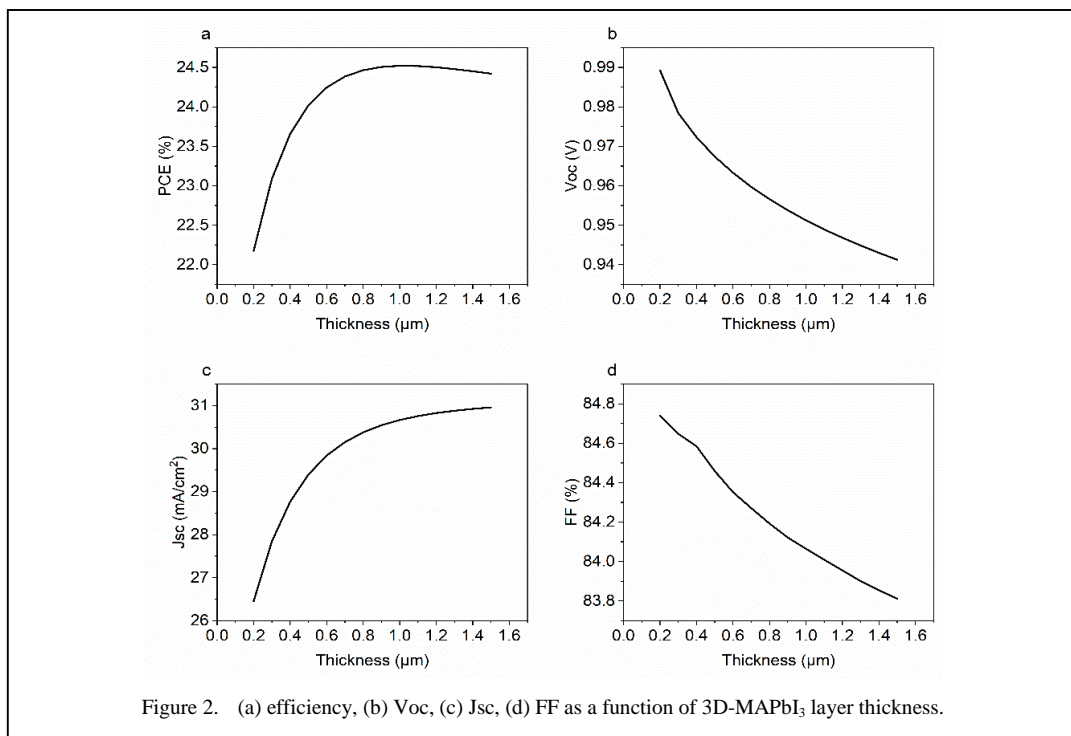 a
24.5
24.0
23.5
23.0
22.5
22.0
PCE (%)
0.0 0.2 0.4 0.6 0.8 1.0 1.2 1.4 1.6
Thickness (µm)
b
0.99
0.98
0.97
0.96
0.95
0.94
Voc (V)
0.0 0.2 0.4 0.6 0.8 1.0 1.2 1.4 1.6
Thickness (µm)
c
31
30
29
28
27
26
Jsc (mA/cm²)
0.0 0.2 0.4 0.6 0.8 1.0 1.2 1.4 1.6
Thickness (µm)
d
84.8
84.6
84.4
84.2
84.0
83.8
FF (%)
0.0 0.2 0.4 0.6 0.8 1.0 1.2 1.4 1.6
Thickness (µm)
Figure 2. (a) efficiency, (b) Voc, (c) Jsc, (d) FF as a function of 3D-MAPbI₃ layer thickness.